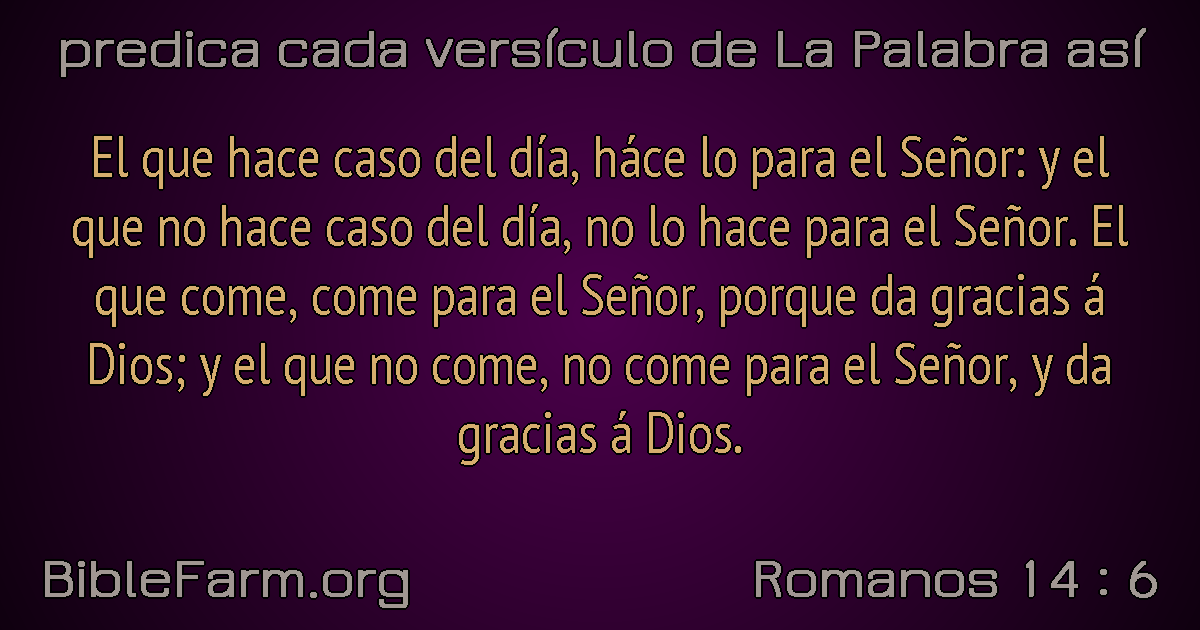 predica cada versículo de La Palabra así
El que hace caso del día, háce lo para el Señor: y el
que no hace caso del día, no lo hace para el Señor. El
que come, come para el Señor, porque da gracias á
Dios; y el que no come, no come para el Señor, y da
gracias á Dios.
BibleFarm.org
Romanos 14 : 6